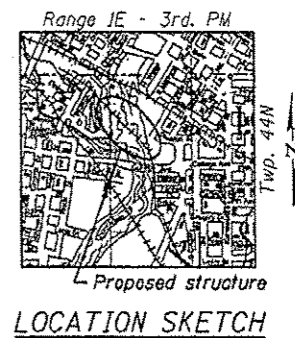 Range 1E - 3rd. PM
Twp. 44N
Z
Proposed structure
LOCATION SKETCH